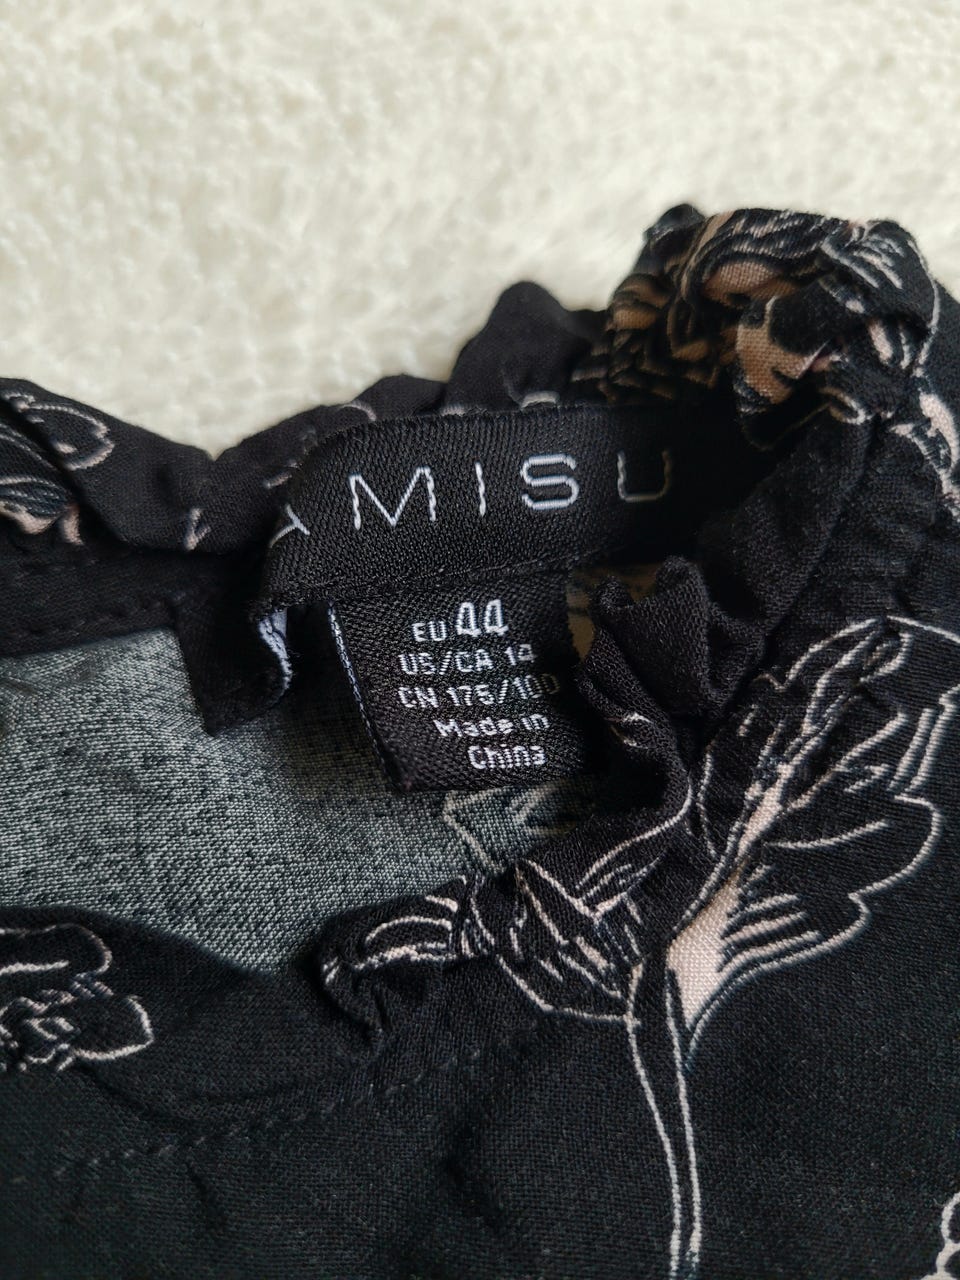 AMISU
EU 44
US/CA 14
CN 175/100
Made in
China